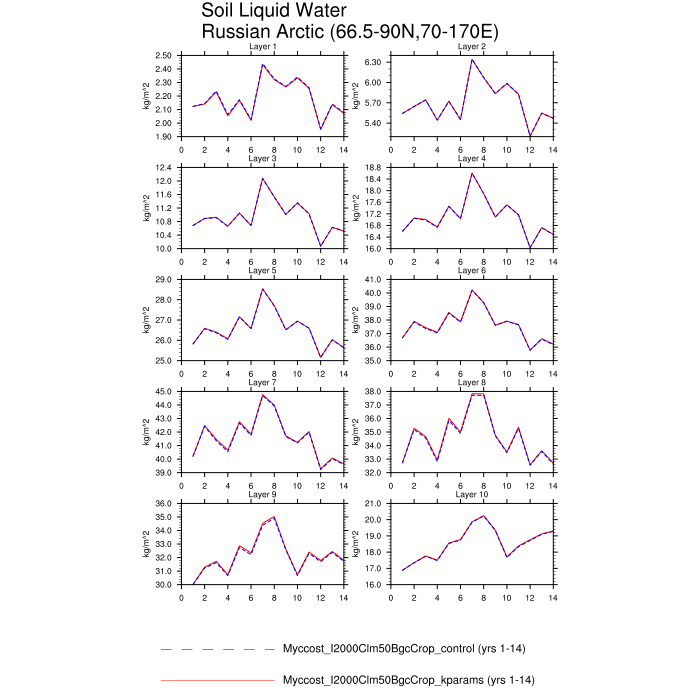 Soil Liquid Water
Russian Arctic (66.5-90N,70-170E)
Layer 1
2.50
2.40
2.30
2.20
2.10
2.00
1.90
kg/m^2
0 2 4 6 8 10 12 14
Layer 2
6.30
6.00
5.70
5.40
kg/m^2
0 2 4 6 8 10 12 14
Layer 3
12.4
12.0
11.6
11.2
10.8
10.4
10.0
kg/m^2
0 2 4 6 8 10 12 14
Layer 4
18.8
18.4
18.0
17.6
17.2
16.8
16.4
16.0
kg/m^2
0 2 4 6 8 10 12 14
Layer 5
29.0
28.0
27.0
26.0
25.0
kg/m^2
0 2 4 6 8 10 12 14
Layer 6
41.0
40.0
39.0
38.0
37.0
36.0
35.0
kg/m^2
0 2 4 6 8 10 12 14
Layer 7
45.0
44.0
43.0
42.0
41.0
40.0
39.0
kg/m^2
0 2 4 6 8 10 12 14
Layer 8
38.0
37.0
36.0
35.0
34.0
33.0
32.0
kg/m^2
0 2 4 6 8 10 12 14
Layer 9
36.0
35.0
34.0
33.0
32.0
31.0
30.0
kg/m^2
0 2 4 6 8 10 12 14
Layer 10
21.0
20.0
19.0
18.0
17.0
16.0
kg/m^2
0 2 4 6 8 10 12 14
Myccost_I2000Clm50BgcCrop_control (yrs 1-14)
Myccost_I2000Clm50BgcCrop_kparams (yrs 1-14)